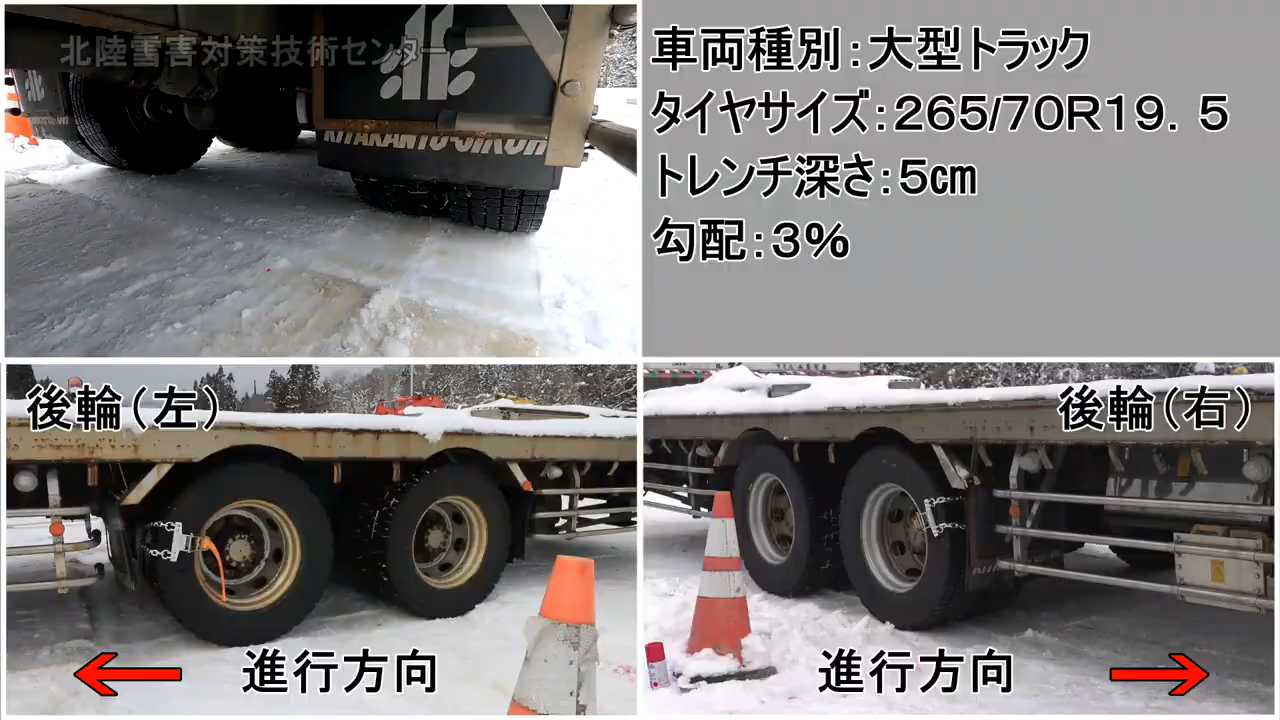 北陸雪害対策技術センター
車両種別：大型トラック
タイヤサイズ：265/70R19．5
トレンチ深さ：5㎝
勾配：3％
後輪（左）
後輪（右）
進行方向
進行方向